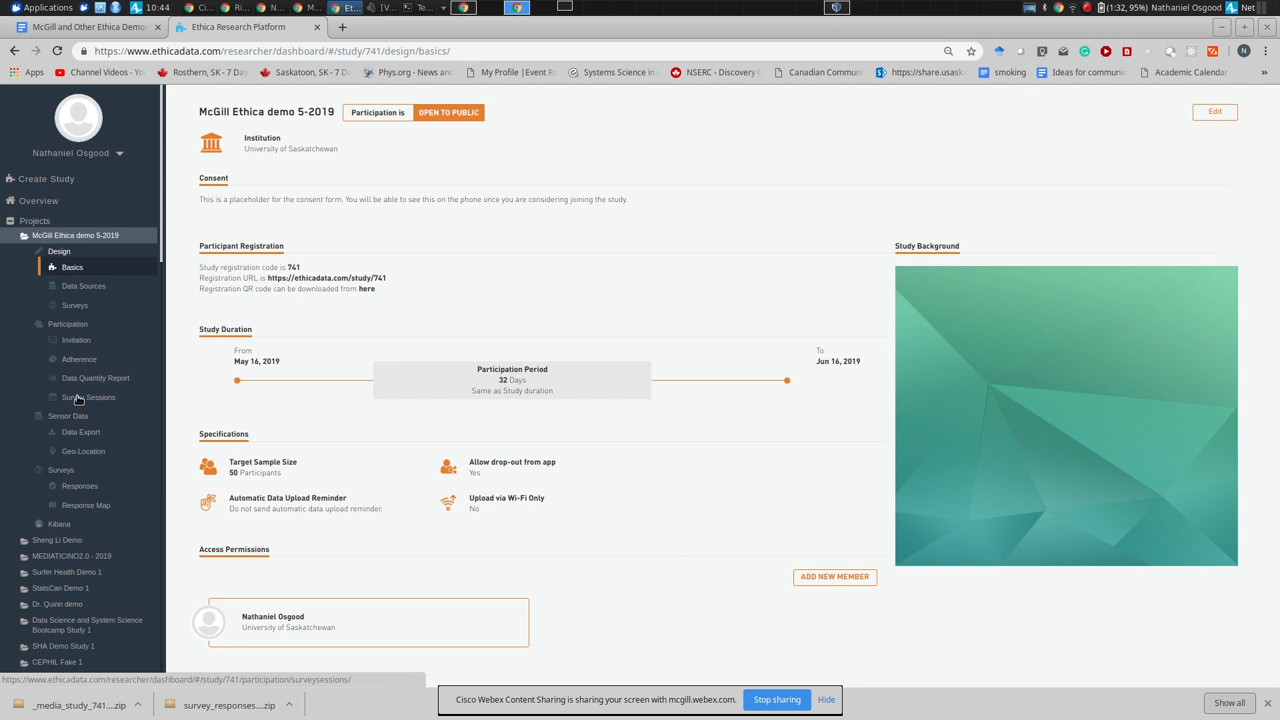 Applications
10:44
Ci
Ri
M
Et
[V...
Te
(1:32, 95%)
Nathaniel Osgood
Net
McGill and Other Ethica Demo
Ethica Research Platform
https://www.ethicadata.com/researcher/dashboard/#/study/741/design/basics/
N
Apps
Channel Videos - Yo
Rosthern, SK - 7 Day
Saskatoon, SK - 7 D
Phys.org - News and
My Profile | Event R
Systems Science in
NSERC - Discovery
Canadian Commun
https://share.usask
smoking
Ideas for communi
Academic Calendar
»
Nathaniel Osgood
Create Study
Overview
Projects
McGill Ethica demo 5-2019
Design
Basics
Data Sources
Surveys
Participation
Invitation
Adherence
Data Quantity Report
Sessions
Sensor Data
Data Export
Geo-Location
Surveys
Responses
Response Map
Kibana
Sheng Li Demo
MEDIATICINO2.0 - 2019
Surfer Health Demo 1
StatsCan Demo 1
Dr. Quinn demo
Data Science and System Science
Bootcamp Study 1
SHA Demo Study 1
CEPHIL Fake 1
McGill Ethica demo 5-2019
Participation is
OPEN TO PUBLIC
Edit
Institution
University of Saskatchewan
Consent
This is a placeholder for the consent form. You will be able to see this on the phone once you are considering joining the study.
Participant Registration
Study registration code is 741
Registration URL is https://ethicadata.com/study/741
Registration QR code can be downloaded from here
Study Background
Study Duration
From
May 16, 2019
Participation Period
32 Days
Same as Study duration
To
Jun 16, 2019
Specifications
Target Sample Size
50 Participants
Allow drop-out from app
Yes
Automatic Data Upload Reminder
Do not send automatic data upload reminder.
Upload via Wi-Fi Only
No
Access Permissions
ADD NEW MEMBER
Nathaniel Osgood
University of Saskatchewan
https://www.ethicadata.com/researcher/dashboard/#/study/741/participation/surveysessions/
_media_study_741....zip
survey_responses....zip
Cisco Webex Content Sharing is sharing your screen with mcgill.webex.com.
Stop sharing
Hide
Show all